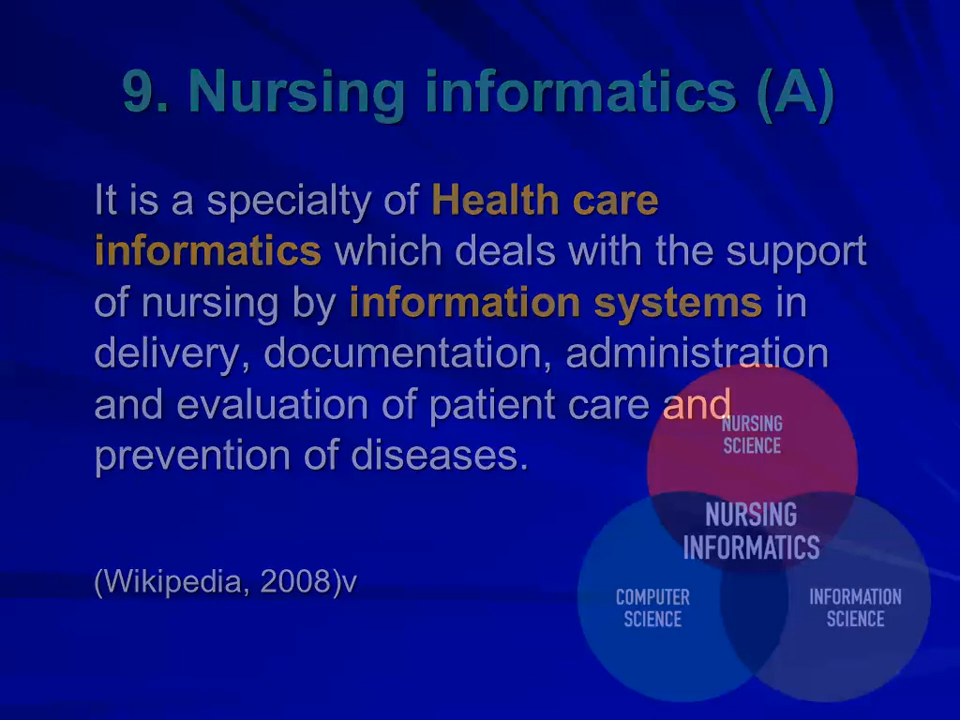 9. Nursing informatics (A)
It is a specialty of Health care
informatics which deals with the support
of nursing by information systems in
delivery, documentation, administration
and evaluation of patient care and
prevention of diseases.
(Wikipedia, 2008)v
NURSING
SCIENCE
NURSING
INFORMATICS
COMPUTER
SCIENCE
INFORMATION
SCIENCE